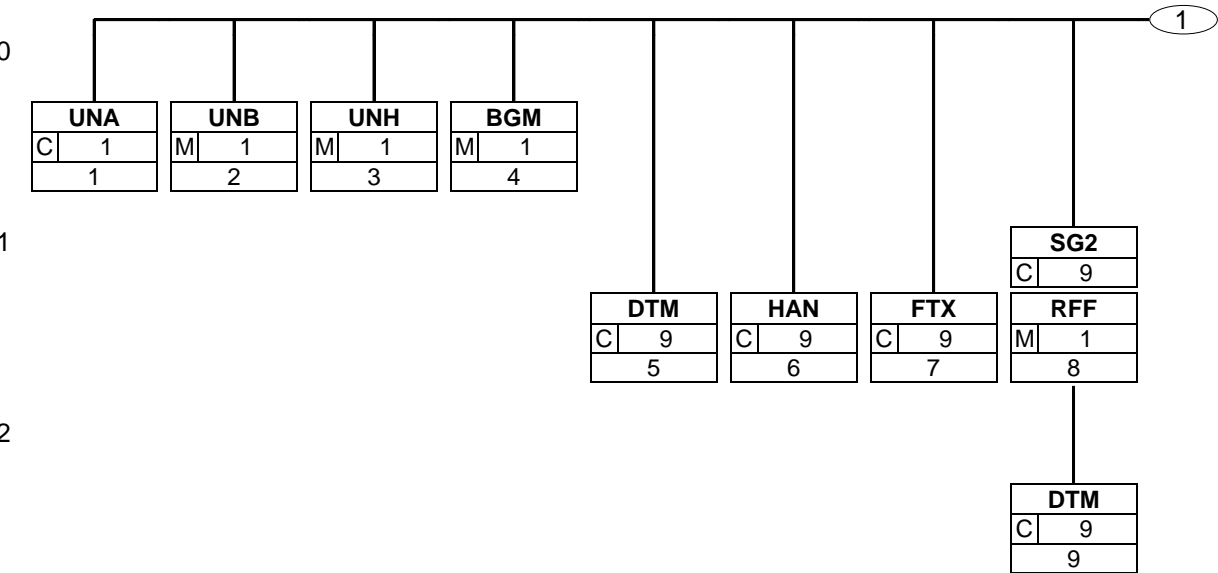 1
0
UNA UNB UNH BGM
C 1 M 1 M 1 M 1
1 2 3 4
1
SG2
C 9
DTM HAN FTX RFF
C 9 C 9 C 9 M 1
5 6 7 8
2
DTM
C 9
9